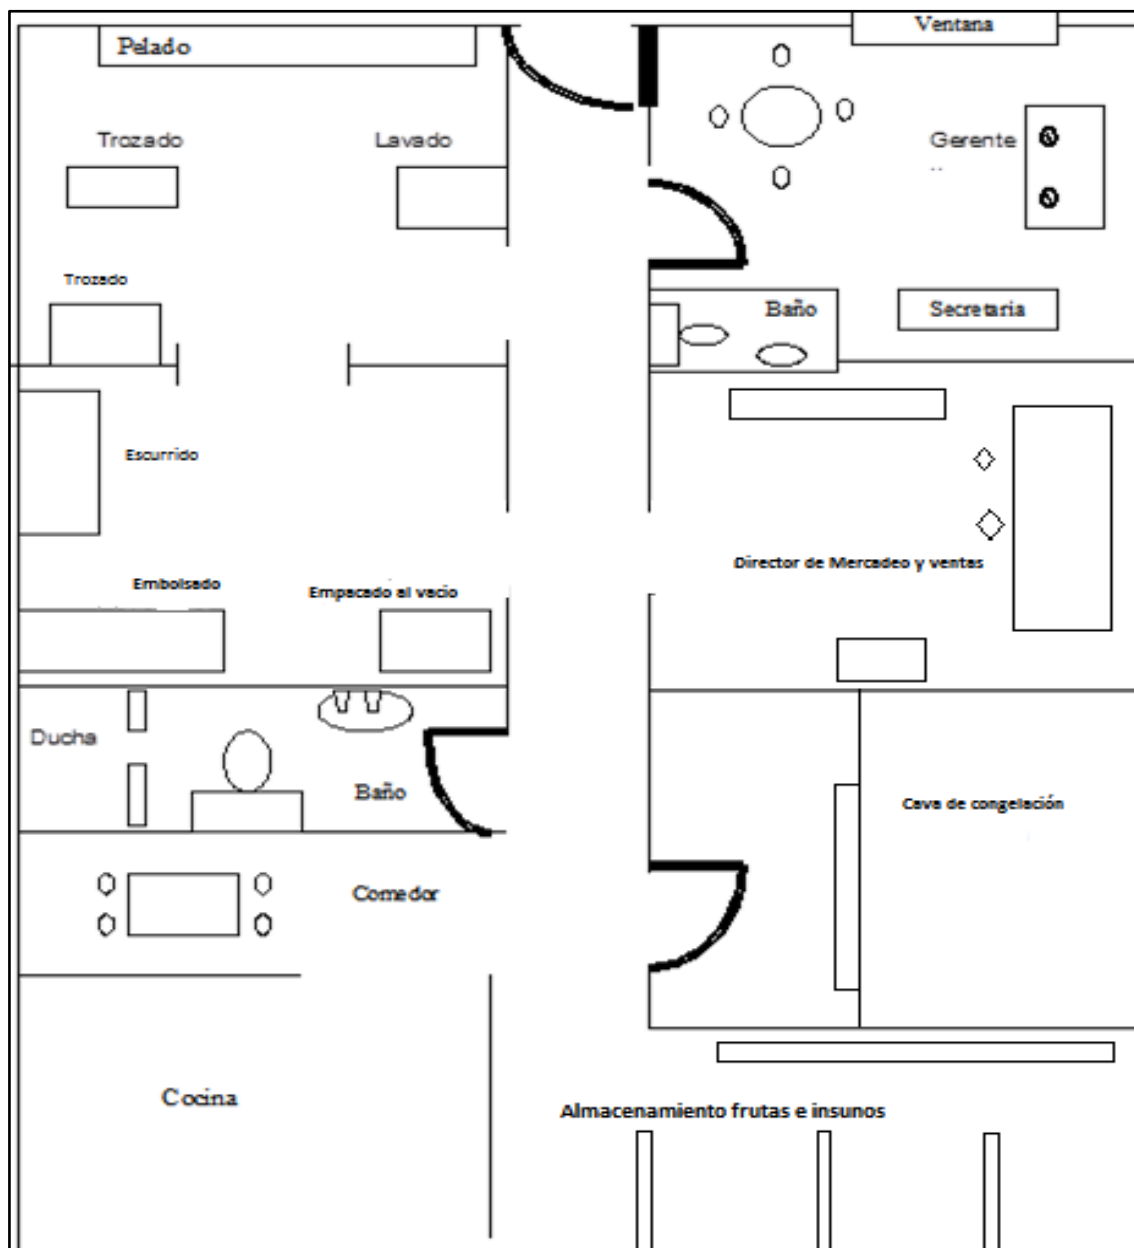 Ventana
Pelado
Trozado
Lavado
Gerente
Trozado
Baño
Secretaria
Escurrido
Director de Mercadeo y ventas
Embolsado
Empacado al vacio
Ducha
Baño
Cava de congelación
Comedor
Cocina
Almacenamiento frutas e insunos